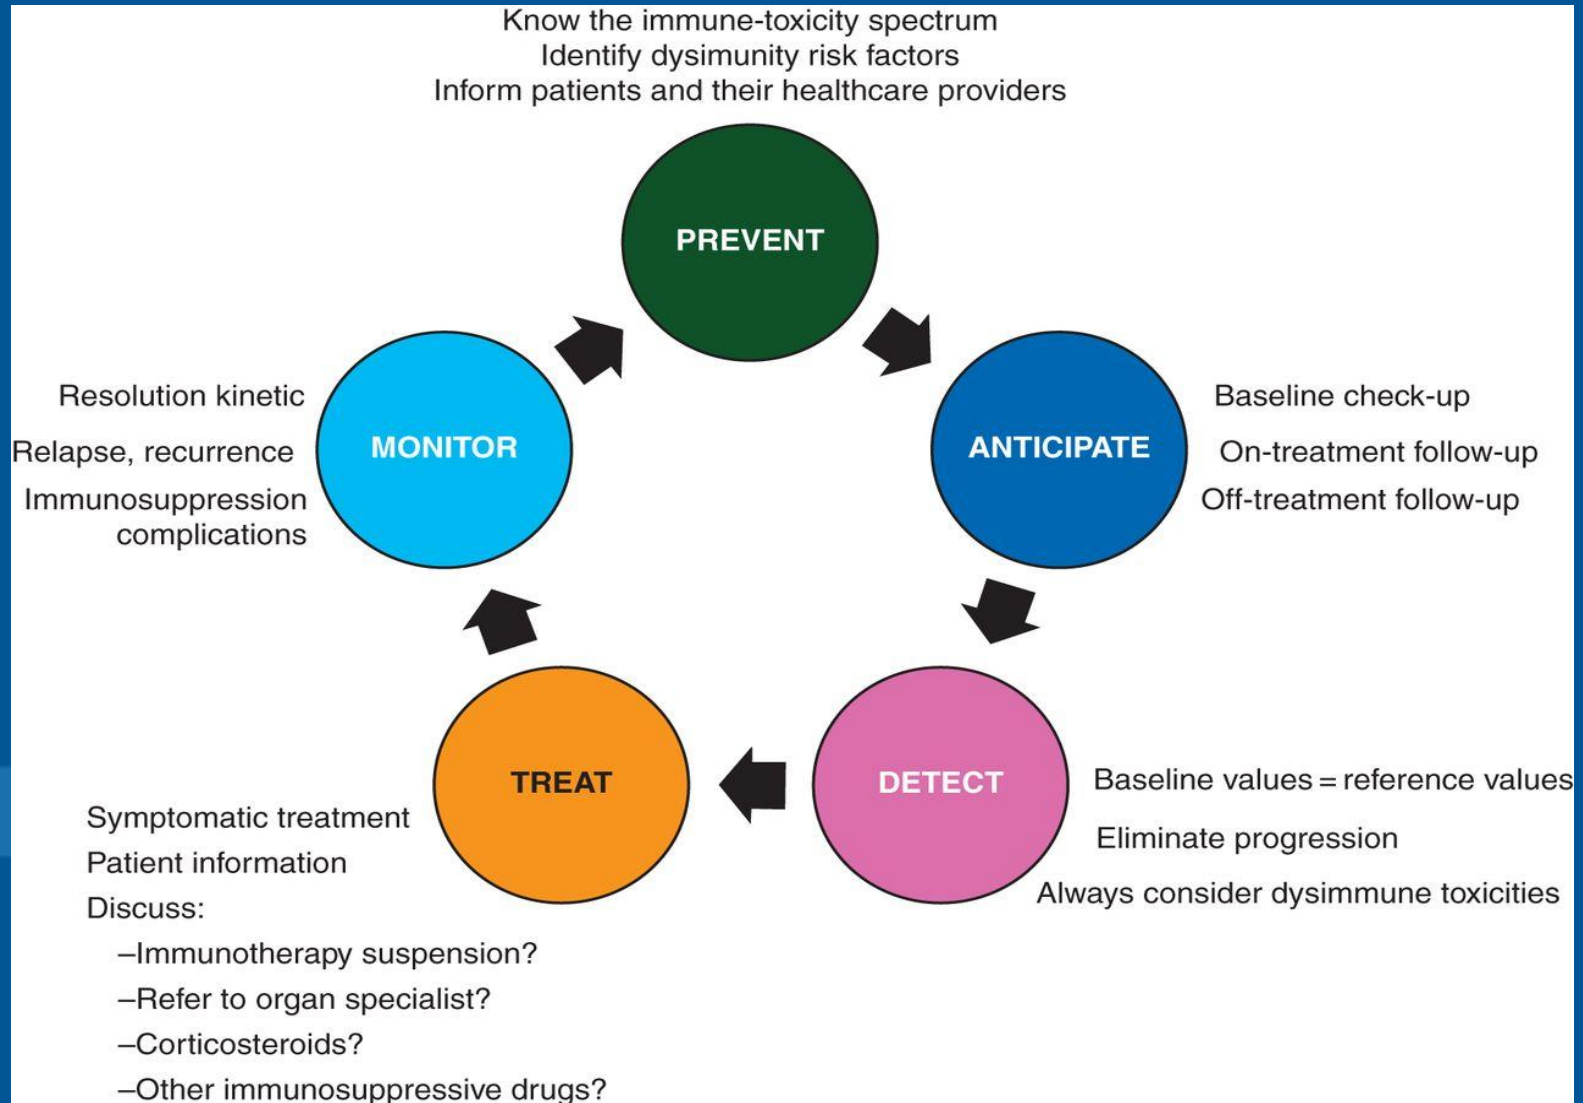 Know the immune-toxicity spectrum
Identify dysimunity risk factors
Inform patients and their healthcare providers
PREVENT
ANTICIPATE
Baseline check-up
On-treatment follow-up
Off-treatment follow-up
DETECT
Baseline values = reference values
Eliminate progression
Always consider dysimmune toxicities
TREAT
Symptomatic treatment
Patient information
Discuss:
–Immunotherapy suspension?
–Refer to organ specialist?
–Corticosteroids?
–Other immunosuppressive drugs?
MONITOR
Resolution kinetic
Relapse, recurrence
Immunosuppression
complications